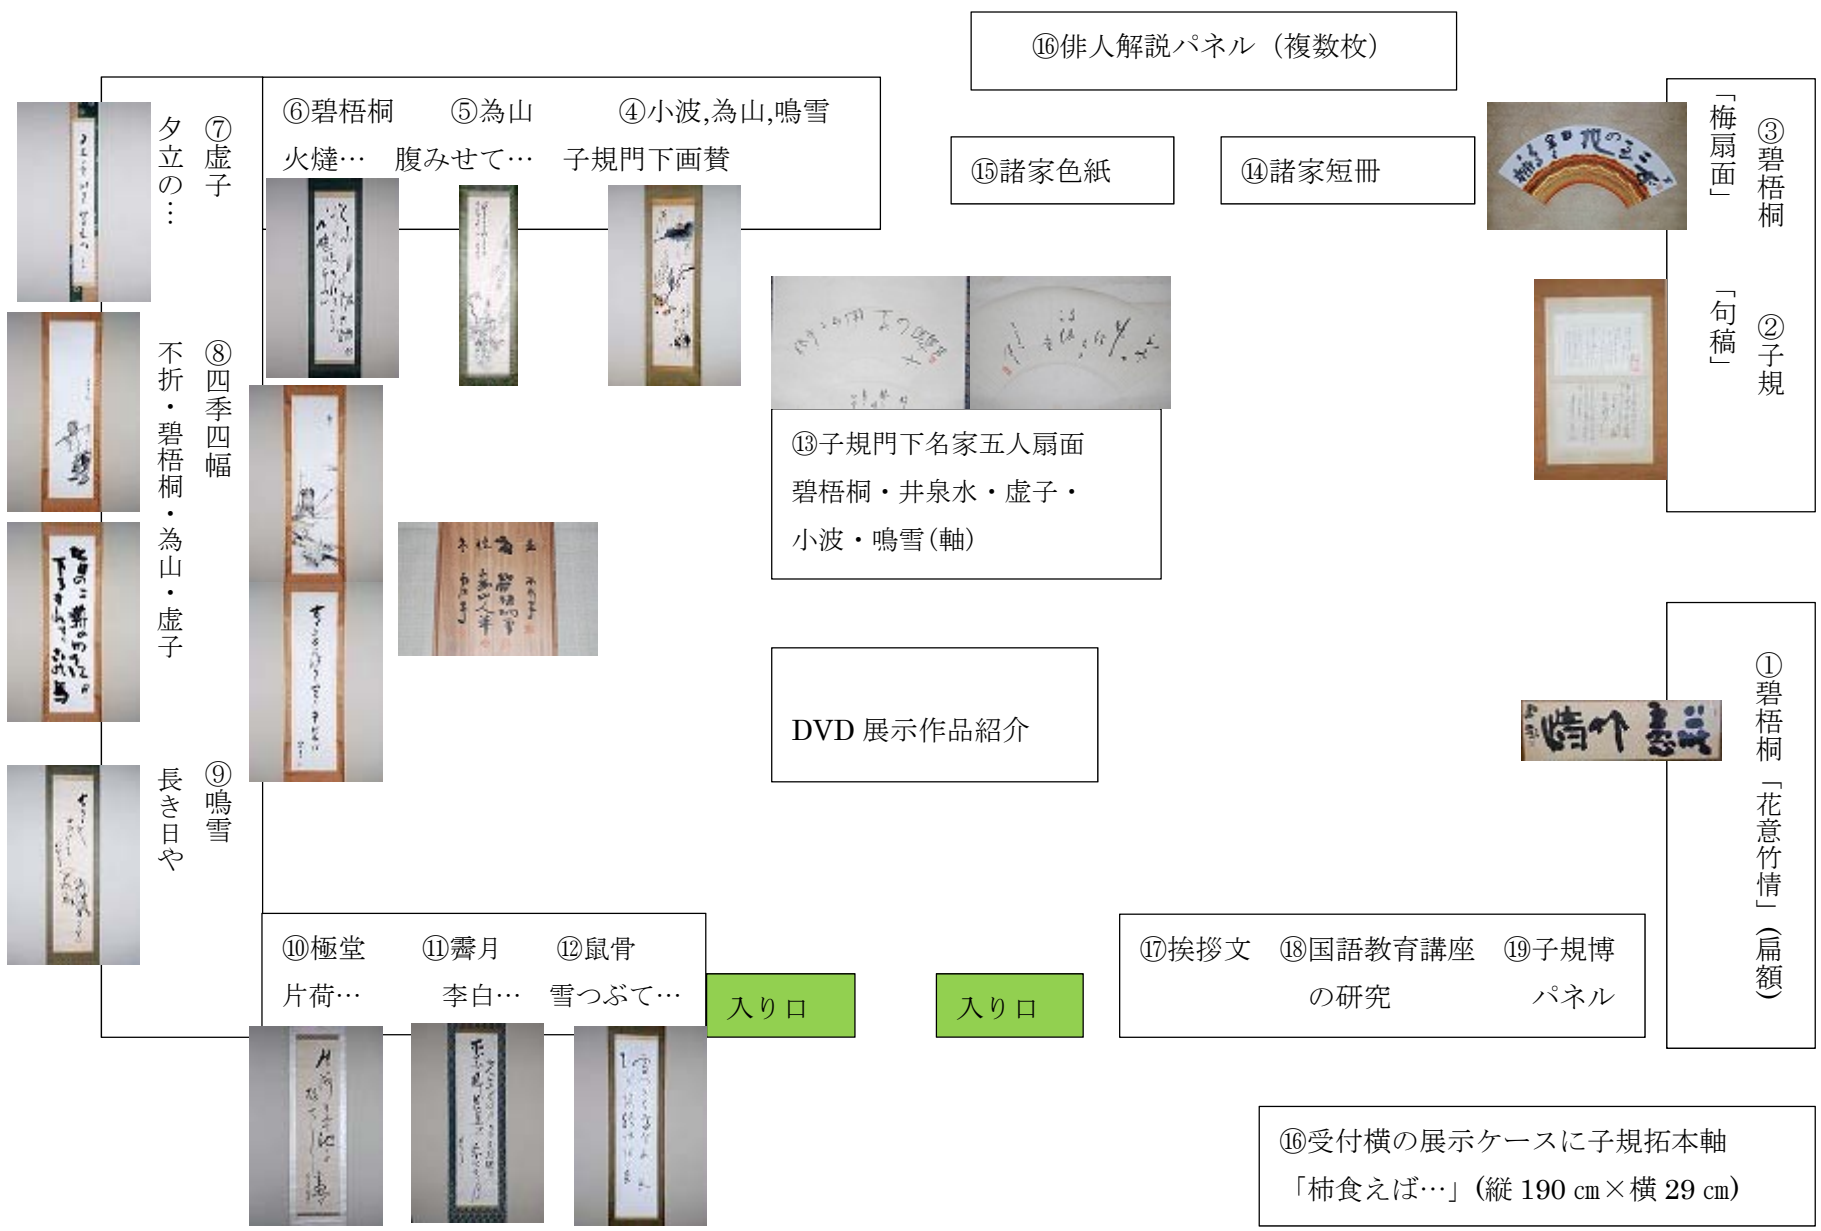 ⑯俳人解説パネル（複数枚）
⑥碧梧桐　⑤為山　④小波,為山,鳴雪
火燵…　腹みせて…　子規門下画賛
⑮諸家色紙
⑭諸家短冊
③碧梧桐
「梅扇面」
②子規
「句稿」
①碧梧桐「花意竹情」（扁額）
⑦虚子
夕立の…
⑧四季四幅
不折・碧梧桐・為山・虚子
⑨鳴雪
長き日や
⑬子規門下名家五人扇面
碧梧桐・井泉水・虚子・
小波・鳴雪(軸)
DVD 展示作品紹介
⑩極堂　⑪霽月　⑫鼠骨
片荷…　李白…　雪つぶて…
入り口
入り口
⑰挨拶文　⑱国語教育講座　⑲子規博
の研究　パネル
⑯受付横の展示ケースに子規拓本軸
「柿食えば…」(縦 190 ㎝×横 29 ㎝)